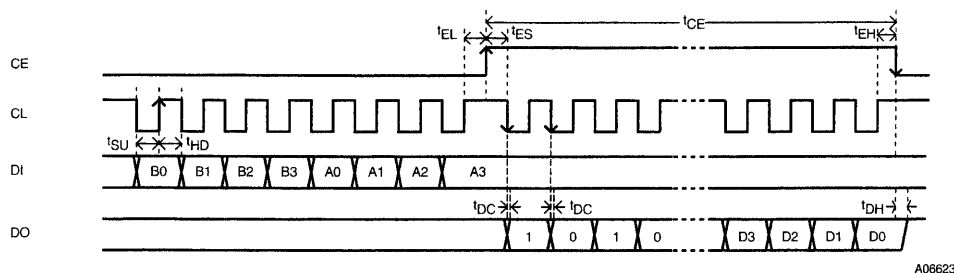 tCE
tEL tES tEH
CE
CL
tSU tHD
DI B0 B1 B2 B3 A0 A1 A2 A3
tDC tDC tDH
DO 1 0 1 0 D3 D2 D1 D0
A06623